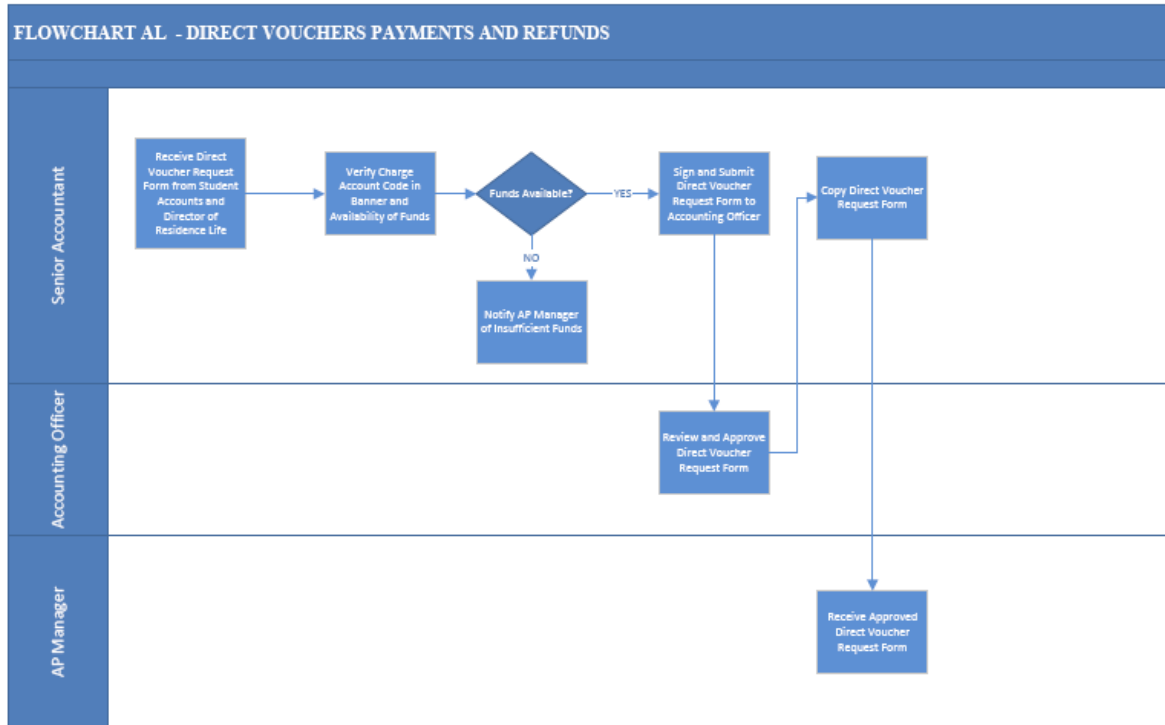 FLOWCHART AL - DIRECT VOUCHERS PAYMENTS AND REFUNDS
Senior Accountant
Receive Direct
Voucher Request
Form from Student
Accounts and
Director of
Residence Life
Verify Charge
Account Code in
Banner and
Availability of Funds
Funds Available?
YES
NO
Notify AP Manager
of Insufficient Funds
Sign and Submit
Direct Voucher
Request Form to
Accounting Officer
Copy Direct Voucher
Request Form
Accounting Officer
Review and Approve
Direct Voucher
Request Form
AP Manager
Receive Approved
Direct Voucher
Request Form